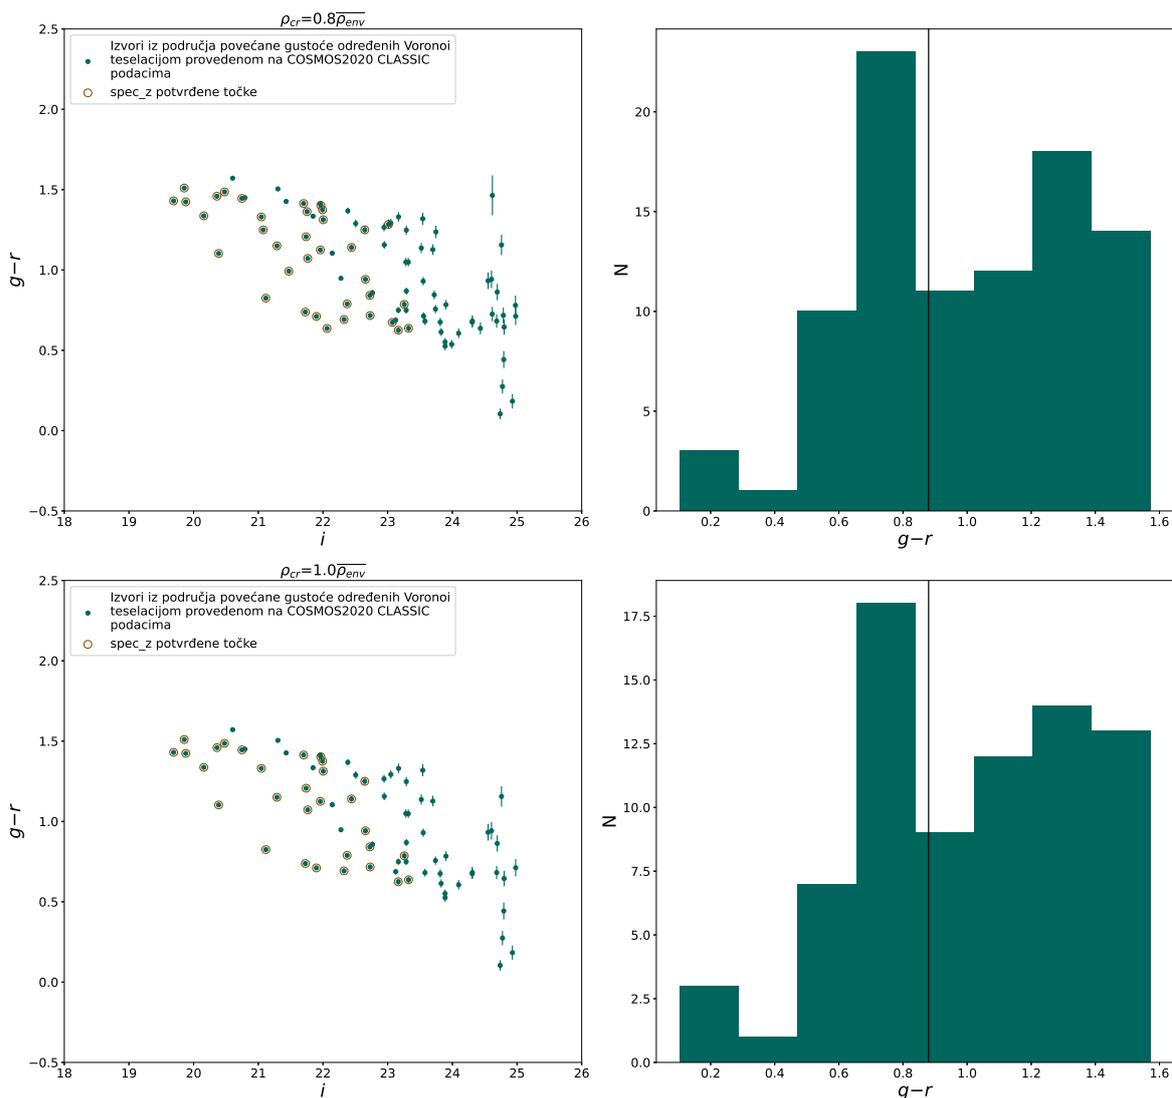 ρcr=0.8ρenv
2.5
2.0
1.5
1.0
0.5
0.0
−0.5
g−r
Izvori iz područja povećane gustoće određenih Voronoi
teselacijom provedenom na COSMOS2020 CLASSIC
podacima
spec_z potvrđene točke
18 19 20 21 22 23 24 25 26
i
20
15
10
5
0
N
0.2 0.4 0.6 0.8 1.0 1.2 1.4 1.6
g−r
ρcr=1.0ρenv
2.5
2.0
1.5
1.0
0.5
0.0
−0.5
g−r
Izvori iz područja povećane gustoće određenih Voronoi
teselacijom provedenom na COSMOS2020 CLASSIC
podacima
spec_z potvrđene točke
18 19 20 21 22 23 24 25 26
i
17.5
15.0
12.5
10.0
7.5
5.0
2.5
0.0
N
0.2 0.4 0.6 0.8 1.0 1.2 1.4 1.6
g−r